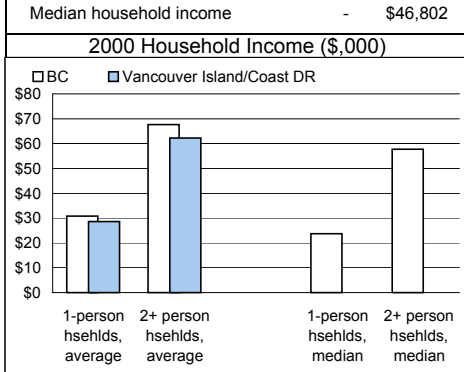 Median household income - $46,802
2000 Household Income ($,000)
BC Vancouver Island/Coast DR
$80
$70
$60
$50
$40
$30
$20
$10
$0
1-person hsehlds, average
2+ person hsehlds, average
1-person hsehlds, median
2+ person hsehlds, median